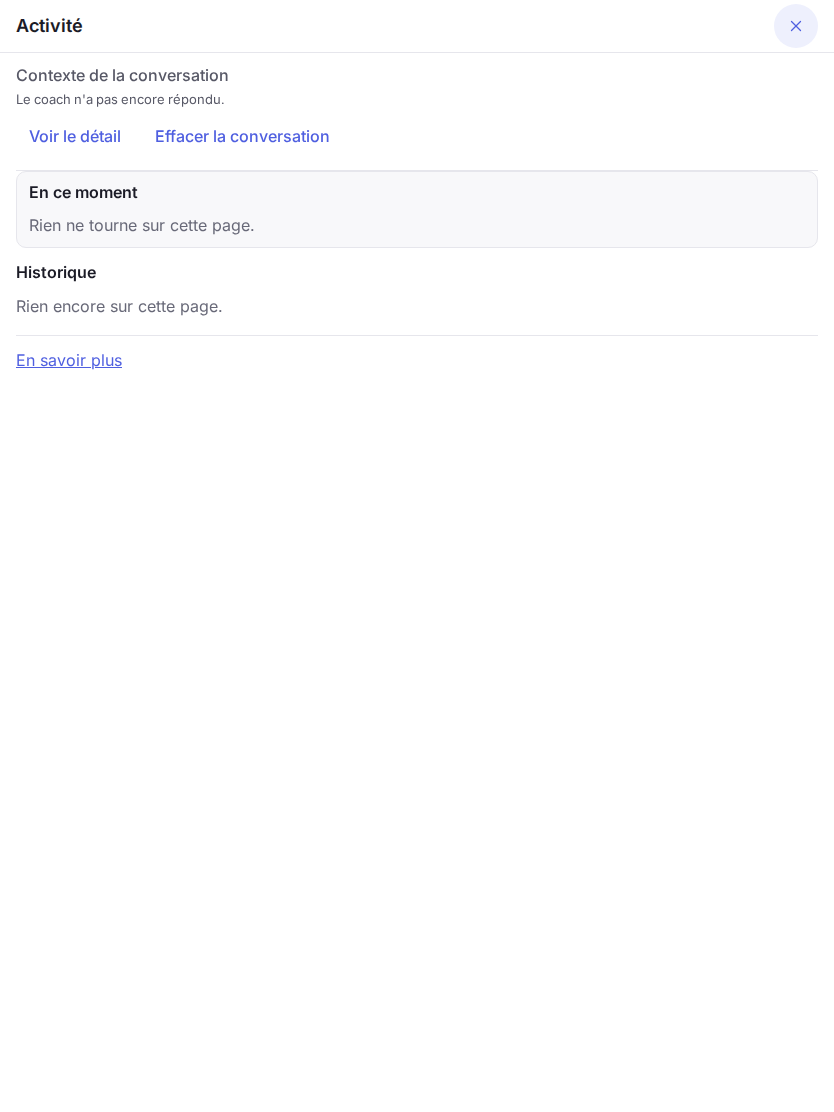 Activité
Contexte de la conversation
Le coach n'a pas encore répondu.
Voir le détail
Effacer la conversation
En ce moment
Rien ne tourne sur cette page.
Historique
Rien encore sur cette page.
En savoir plus